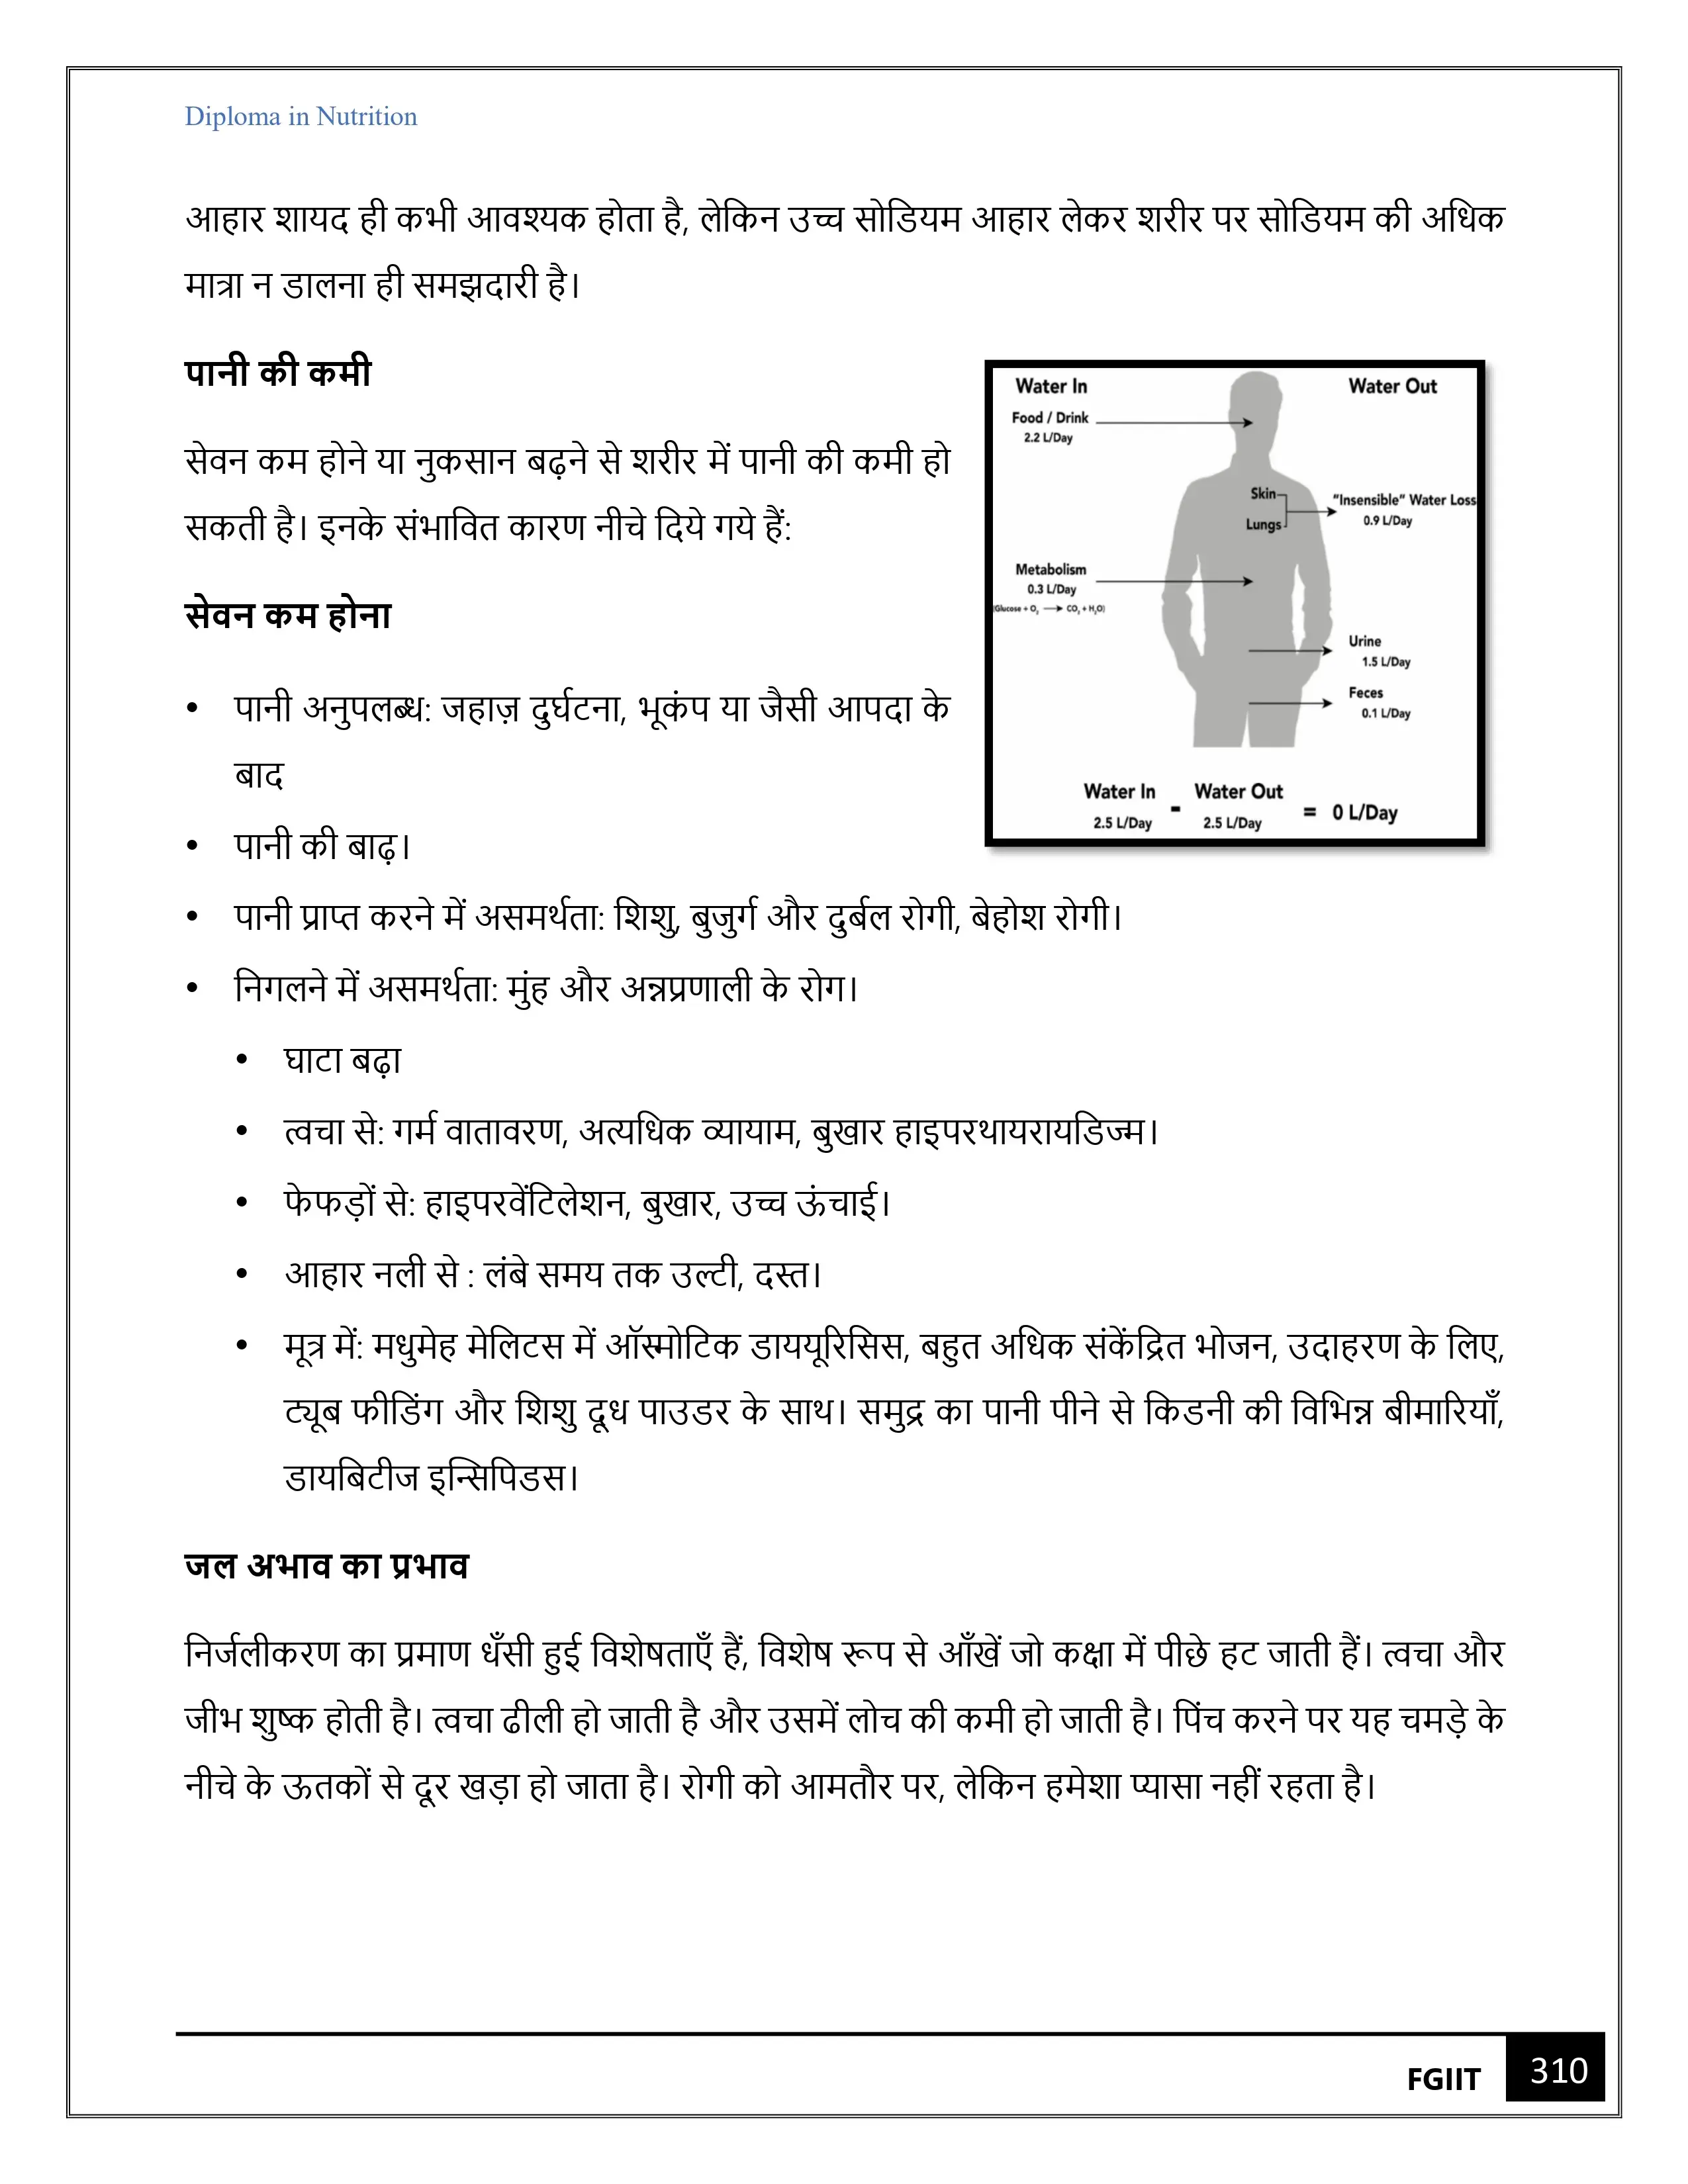 Diploma in Nutrition
आहार शायद ही कभी आवश्यक होता है, लेकिन उच्च सोडियम आहार लेकर शरीर पर सोडियम की अधिक
मात्रा न डालना ही समझदारी है।
पानी की कमी
सेवन कम होने या नुकसान बढ़ने से शरीर में पानी की कमी हो
सकती है। इनके संभावित कारण नीचे दिये गये हैं:
सेवन कम होना
• पानी अनुपलब्ध: जहाज़ दुर्घटना, भूकंप या जैसी आपदा के
बाद
• पानी की बाढ़।
Water In
Water Out
Food / Drink
2.2 L/Day
Skin
Lungs
"Insensible" Water Loss
0.9 L/Day
Metabolism
0.3 L/Day
(Glucose + O₂ → CO₂ + H₂O)
Urine
1.5 L/Day
Feces
0.1 L/Day
Water In - Water Out = 0 L/Day
2.5 L/Day 2.5 L/Day
• पानी प्राप्त करने में असमर्थता: शिशु, बुजुर्ग और दुर्बल रोगी, बेहोश रोगी।
• निगलने में असमर्थता: मुंह और अन्नप्रणाली के रोग।
• घाटा बढ़ा
• त्वचा से: गर्म वातावरण, अत्यधिक व्यायाम, बुखार हाइपरथायरायडिज्म।
• फेफड़ों से: हाइपरवेंटिलेशन, बुखार, उच्च ऊंचाई।
• आहार नली से : लंबे समय तक उल्टी, दस्त।
• मूत्र में: मधुमेह मेलिटस में ऑस्मोटिक डाययूरिसिस, बहुत अधिक संकेंद्रित भोजन, उदाहरण के लिए,
ट्यूब फीडिंग और शिशु दूध पाउडर के साथ। समुद्र का पानी पीने से किडनी की विभिन्न बीमारियाँ,
डायबिटीज इन्सिपिडस।
जल अभाव का प्रभाव
निर्जलीकरण का प्रमाण धँसी हुई विशेषताएँ हैं, विशेष रूप से आँखें जो कक्षा में पीछे हट जाती हैं। त्वचा और
जीभ शुष्क होती है। त्वचा ढीली हो जाती है और उसमें लोच की कमी हो जाती है। पिंच करने पर यह चमड़े के
नीचे के ऊतकों से दूर खड़ा हो जाता है। रोगी को आमतौर पर, लेकिन हमेशा प्यासा नहीं रहता है।
FGIIT 310